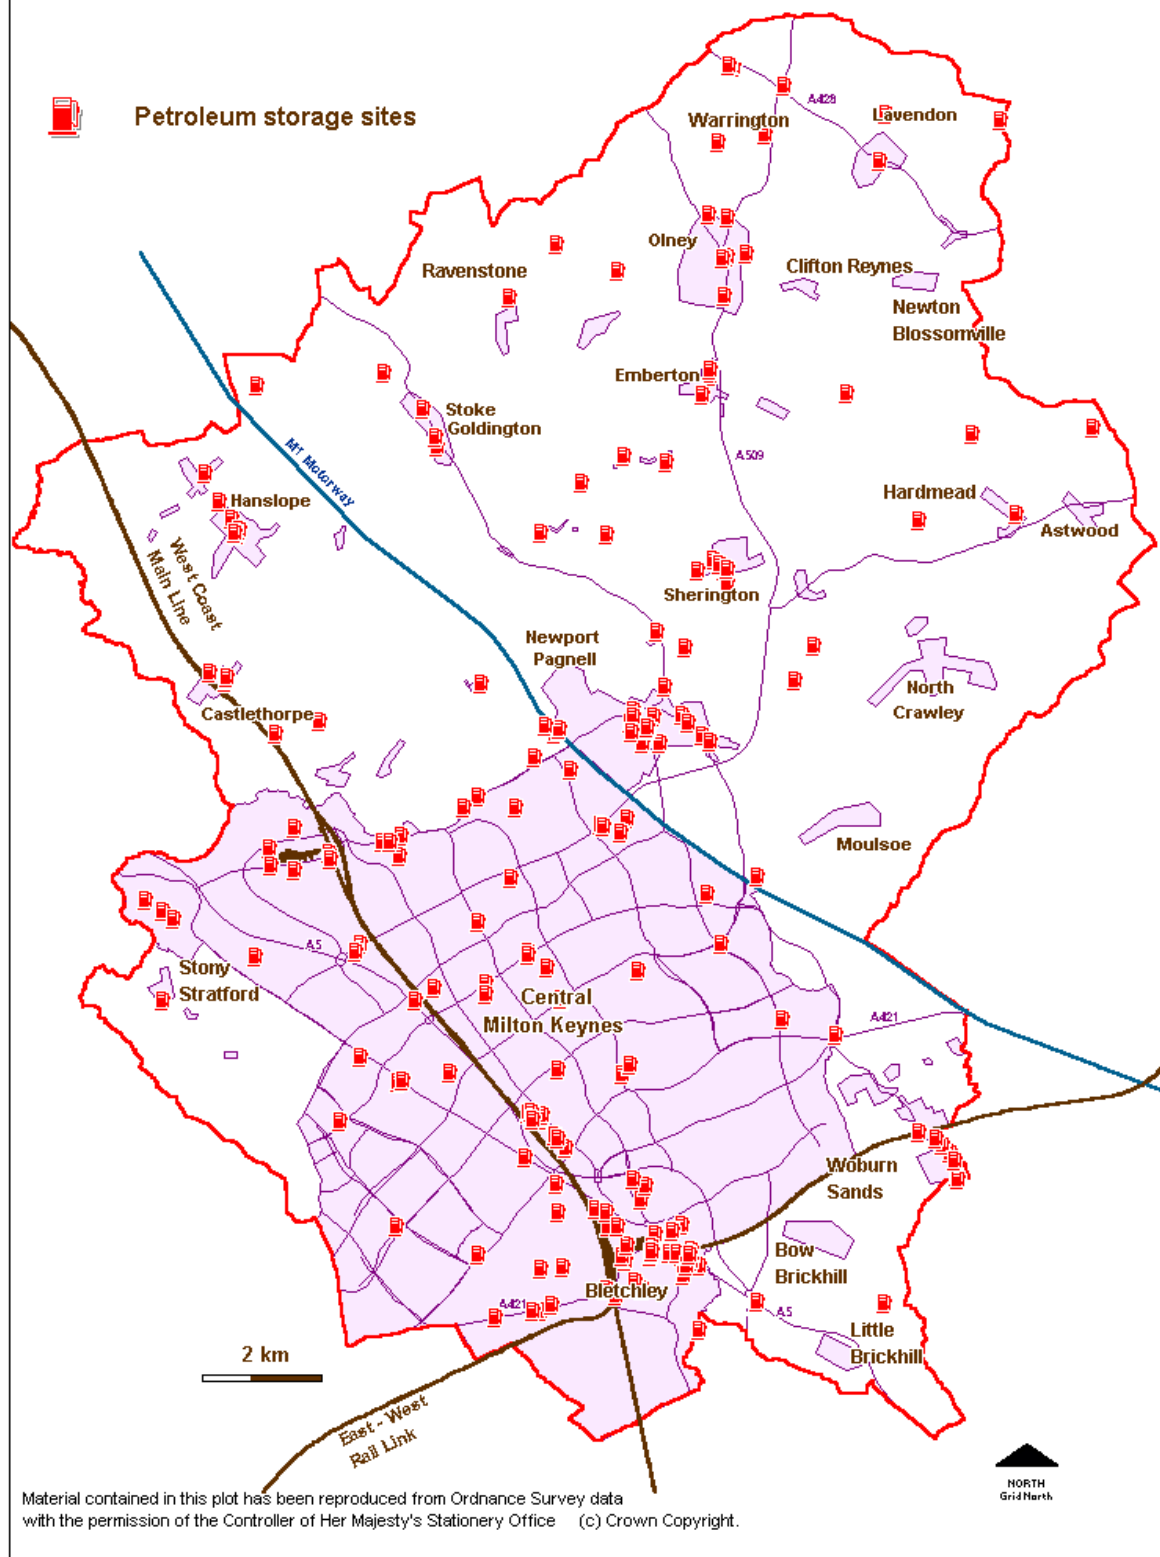 Petroleum storage sites
A428
Warrington
Lavendon
Olney
Clifton Reynes
Ravenstone
Newton
Blossomville
Emberton
Stoke
Goldington
M1 Motorway
A509
Hanslope
Hardmead
Astwood
West Coast
Main Line
Sherington
Newport
Pagnell
North
Crawley
Castlethorpe
Moulsoe
A5
Stony
Stratford
Central
Milton Keynes
A421
Woburn
Sands
Bow
Brickhill
Bletchley
A421
A5
Little
Brickhill
2 km
East - West
Rail Link
NORTH
Grid North
Material contained in this plot has been reproduced from Ordnance Survey data
with the permission of the Controller of Her Majesty's Stationery Office (c) Crown Copyright.